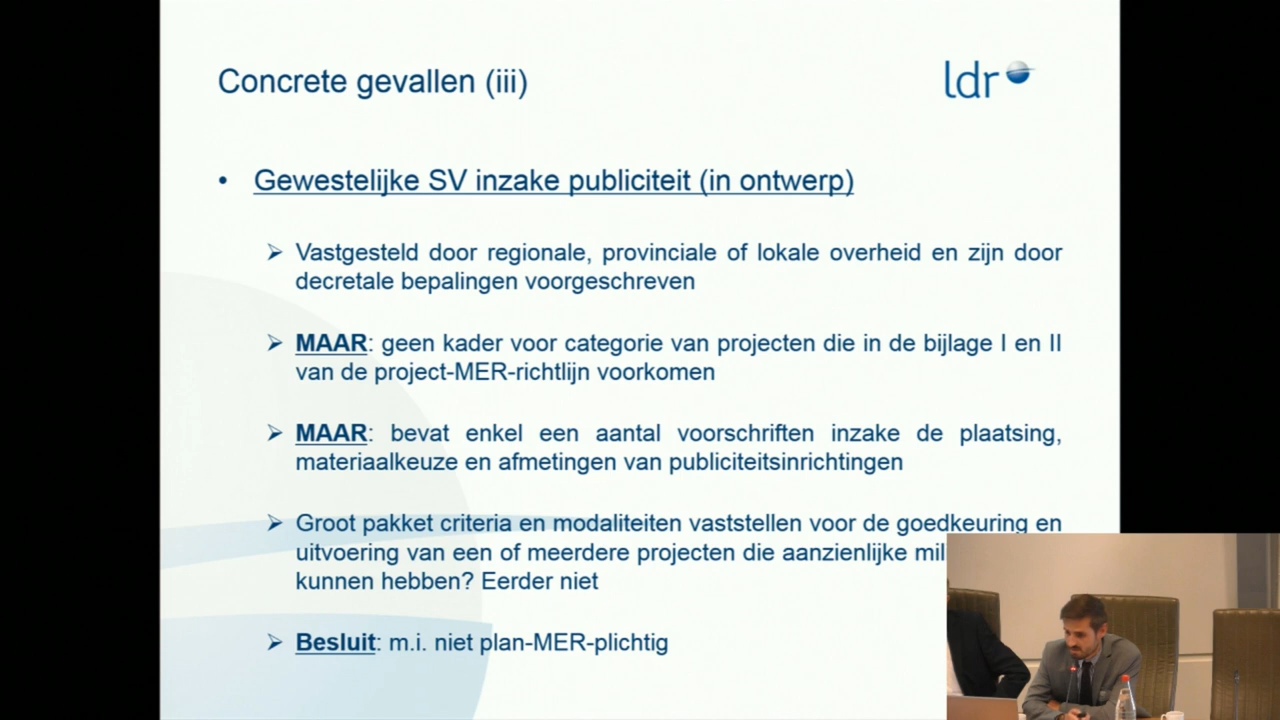 Concrete gevallen (iii)
ldr
• Gewestelijke SV inzake publiciteit (in ontwerp)
➢ Vastgesteld door regionale, provinciale of lokale overheid en zijn door
decretale bepalingen voorgeschreven
➢ MAAR: geen kader voor categorie van projecten die in de bijlage I en II
van de project-MER-richtlijn voorkomen
➢ MAAR: bevat enkel een aantal voorschriften inzake de plaatsing,
materiaalkeuze en afmetingen van publiciteitsinrichtingen
➢ Groot pakket criteria en modaliteiten vaststellen voor de goedkeuring en
uitvoering van een of meerdere projecten die aanzienlijke mil
kunnen hebben? Eerder niet
➢ Besluit: m.i. niet plan-MER-plichtig